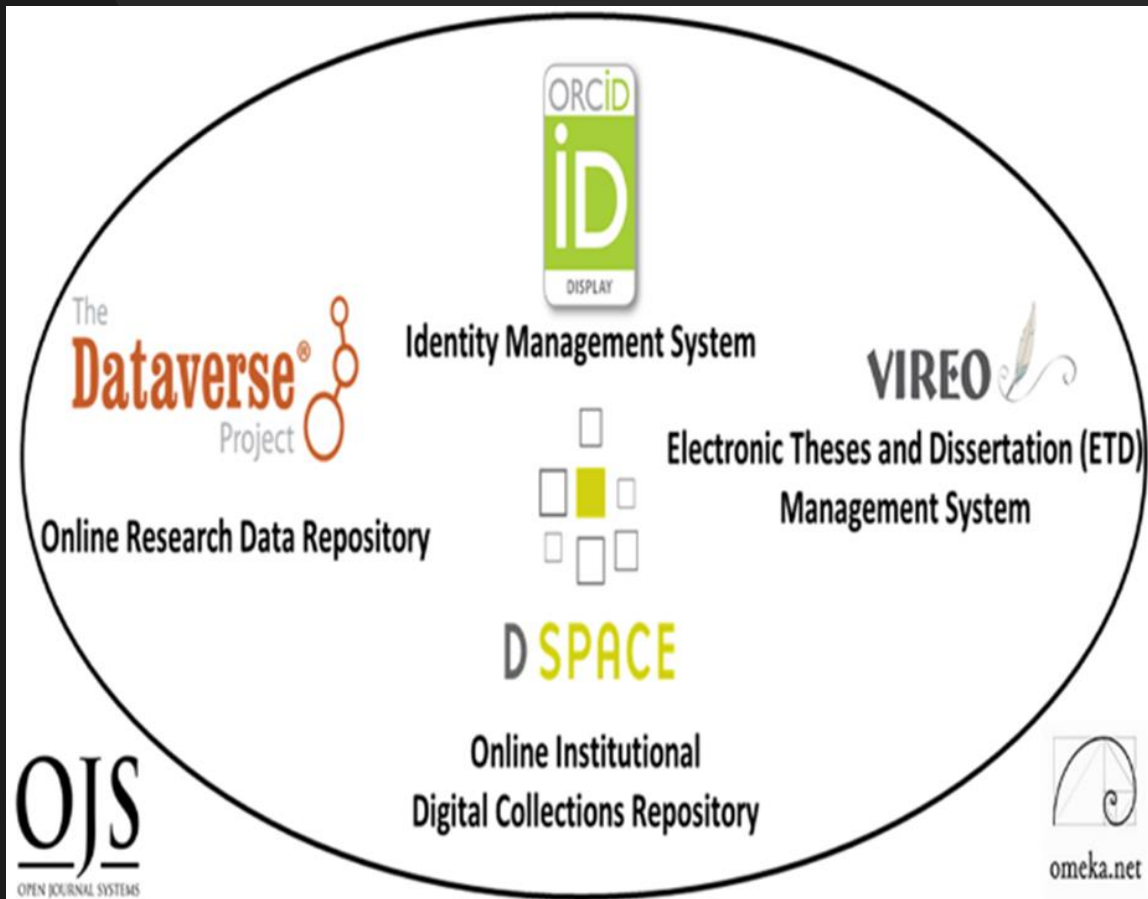 ORCiD
iD
DISPLAY
Identity Management System
The
Dataverse®
Project
Online Research Data Repository
VIREO
Electronic Theses and Dissertation (ETD)
Management System
D SPACE
Online Institutional
Digital Collections Repository
OJS
OPEN JOURNAL SYSTEMS
omeka.net